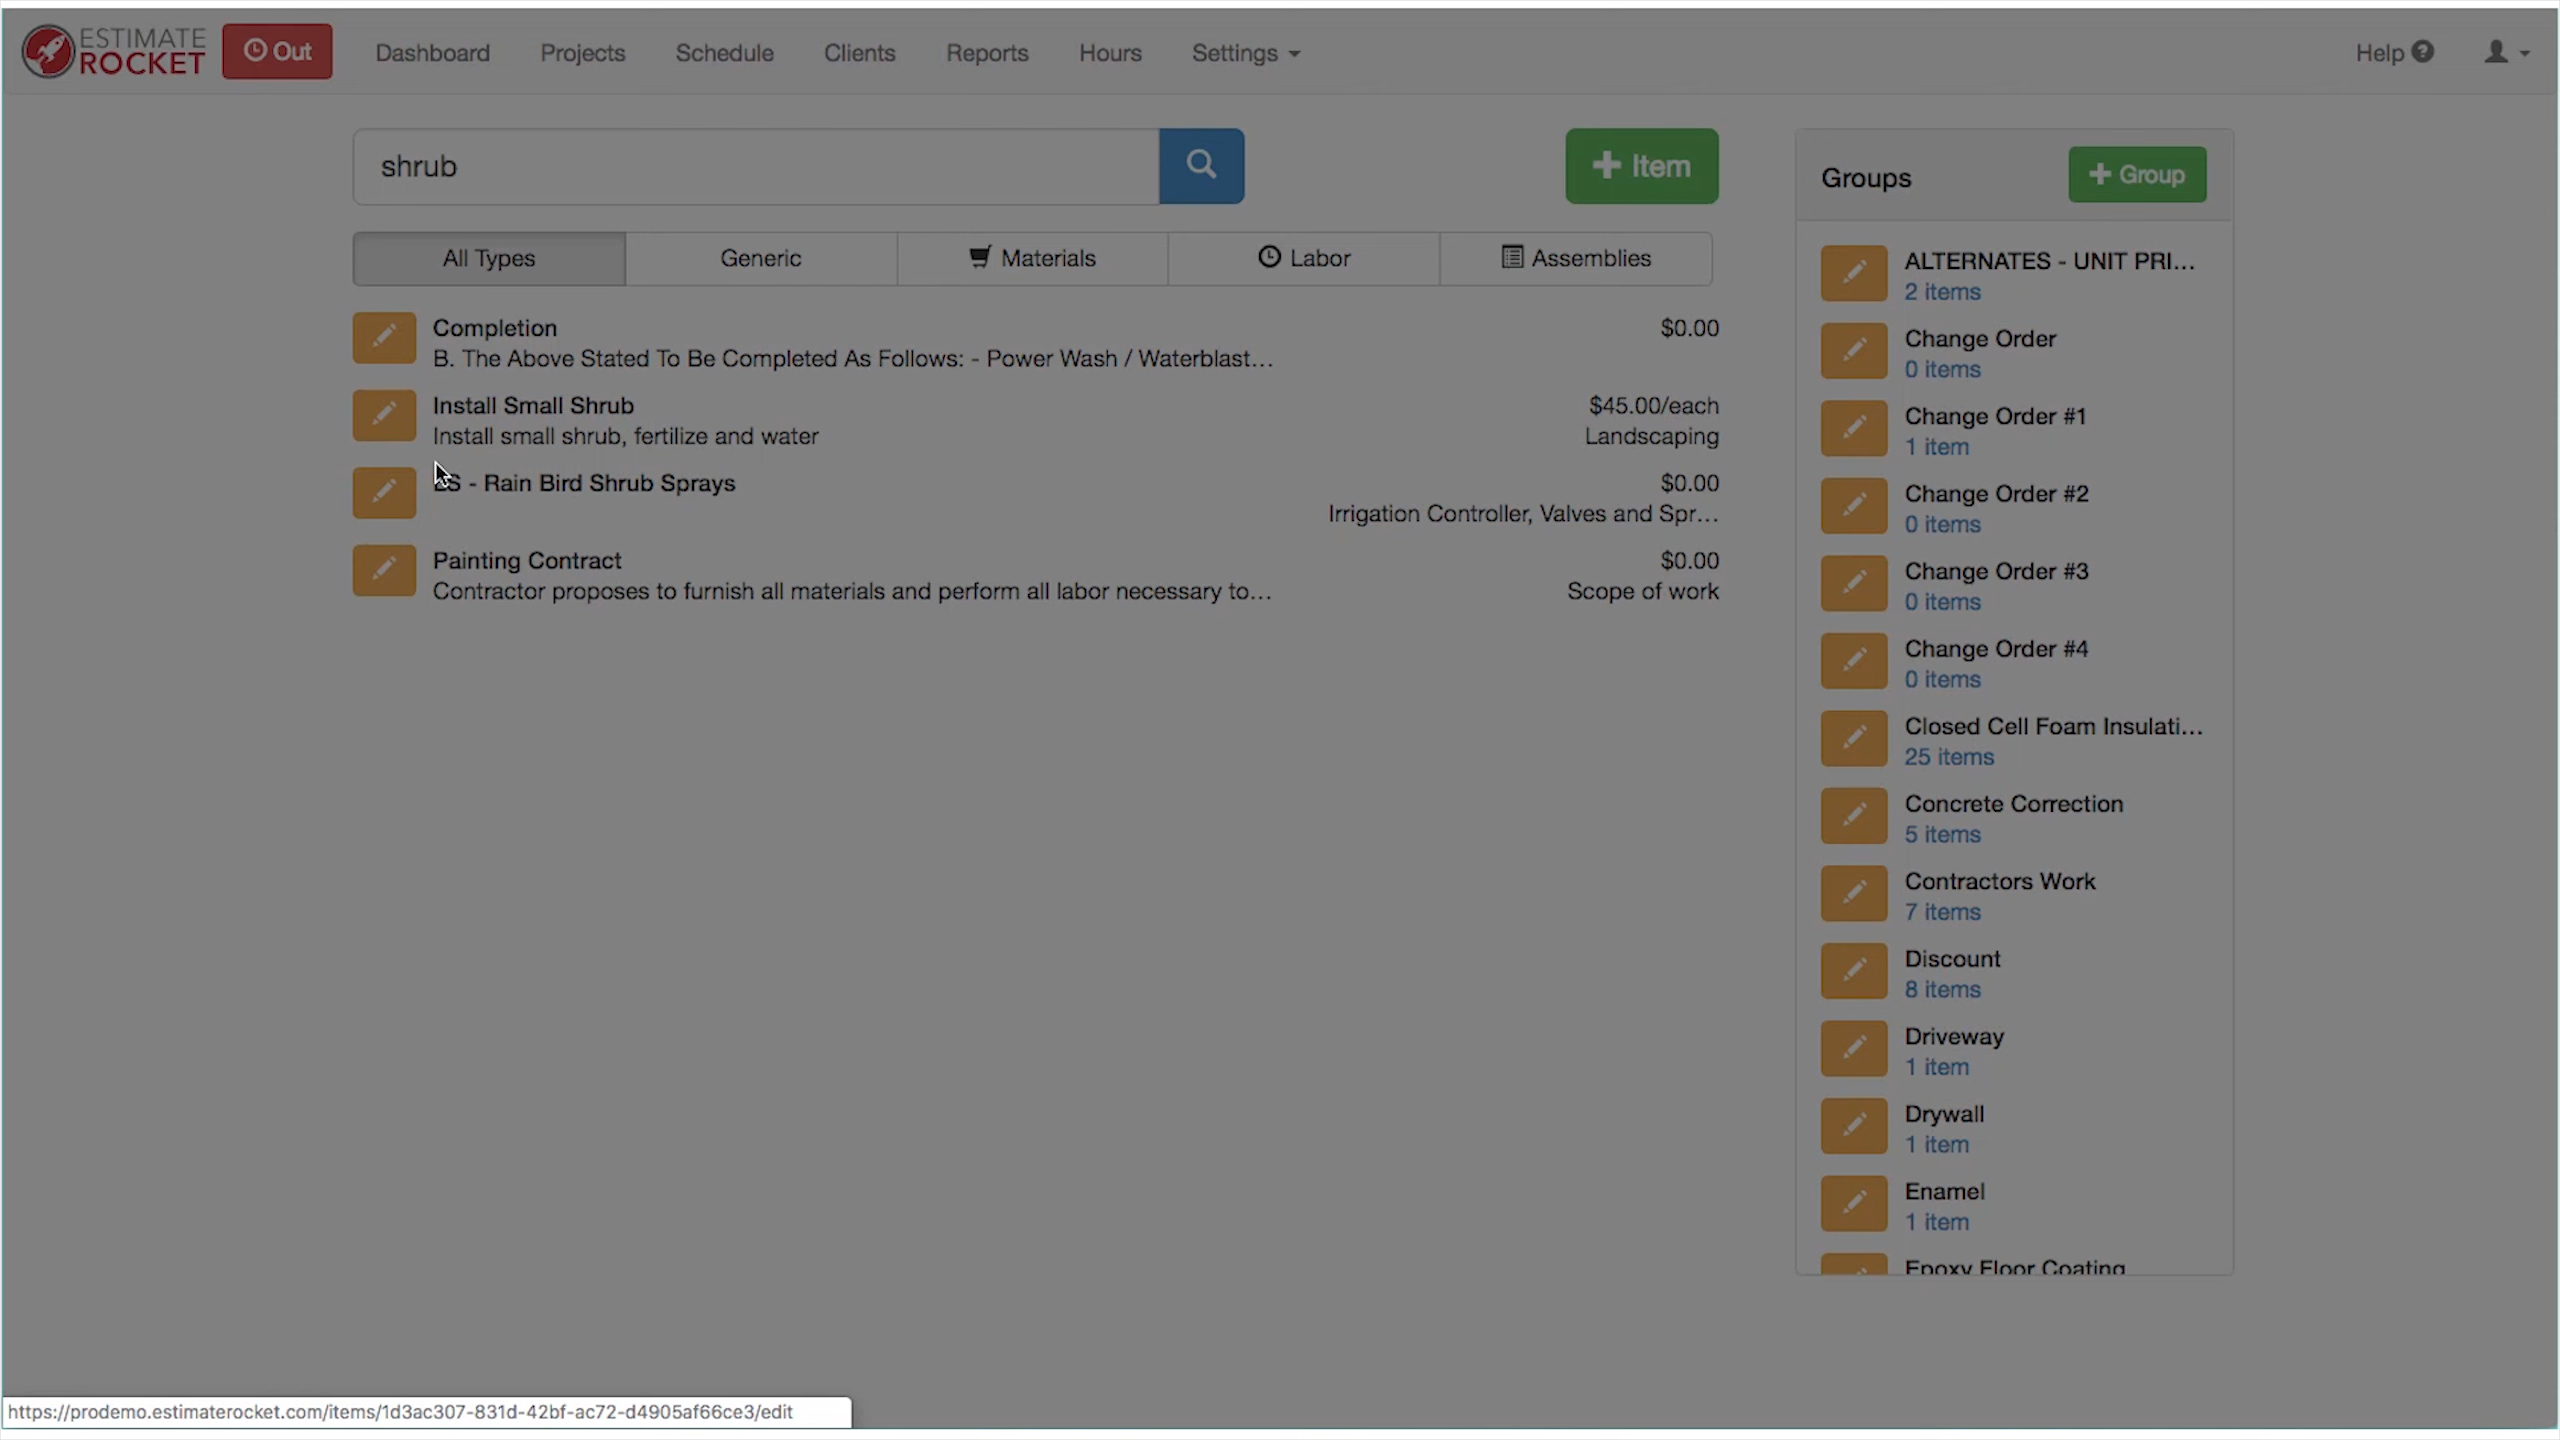 ESTIMATE
ROCKET
Out
Dashboard
Projects
Schedule
Clients
Reports
Hours
Settings
Help
shrub
Item
All Types
Generic
Materials
Labor
Assemblies
Completion
$0.00
B. The Above Stated To Be Completed As Follows: - Power Wash / Waterblast...
Install Small Shrub
$45.00/each
Install small shrub, fertilize and water
Landscaping
- Rain Bird Shrub Sprays
$0.00
Irrigation Controller, Valves and Spr...
Painting Contract
$0.00
Contractor proposes to furnish all materials and perform all labor necessary to...
Scope of work
Groups
Group
ALTERNATES - UNIT PRI...
2 items
Change Order
0 items
Change Order #1
1 item
Change Order #2
0 items
Change Order #3
0 items
Change Order #4
0 items
Closed Cell Foam Insulati...
25 items
Concrete Correction
5 items
Contractors Work
7 items
Discount
8 items
Driveway
1 item
Drywall
1 item
Enamel
1 item
Epoxy Floor Coating
https://prodemo.estimaterocket.com/items/1d3ac307-831d-42bf-ac72-d4905af66ce3/edit